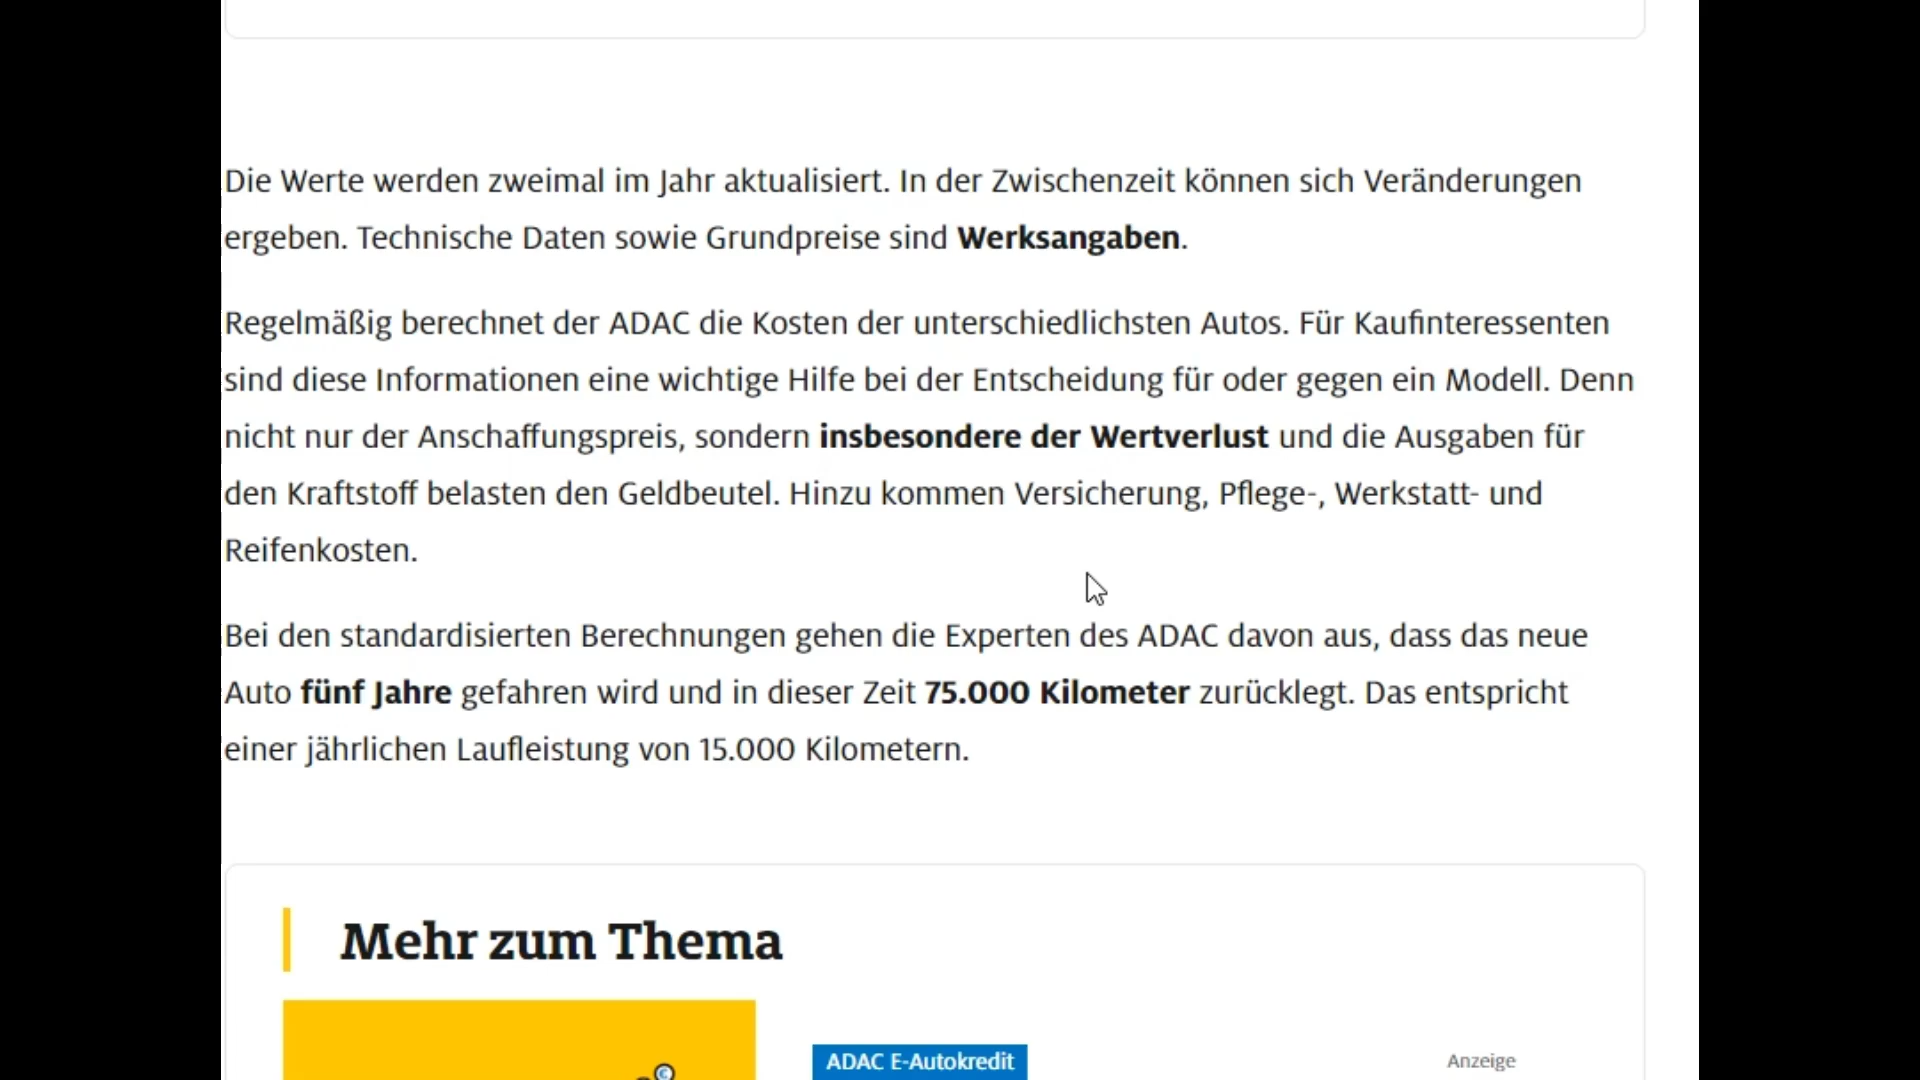 Die Werte werden zweimal im Jahr aktualisiert. In der Zwischenzeit können sich Veränderungen
ergeben. Technische Daten sowie Grundpreise sind Werksangaben.
Regelmäßig berechnet der ADAC die Kosten der unterschiedlichsten Autos. Für Kaufinteressenten
sind diese Informationen eine wichtige Hilfe bei der Entscheidung für oder gegen ein Modell. Denn
nicht nur der Anschaffungspreis, sondern insbesondere der Wertverlust und die Ausgaben für
den Kraftstoff belasten den Geldbeutel. Hinzu kommen Versicherung, Pflege-, Werkstatt- und
Reifenkosten.
Bei den standardisierten Berechnungen gehen die Experten des ADAC davon aus, dass das neue
Auto fünf Jahre gefahren wird und in dieser Zeit 75.000 Kilometer zurücklegt. Das entspricht
einer jährlichen Laufleistung von 15.000 Kilometern.
Mehr zum Thema
ADAC E-Autokredit
Anzeige